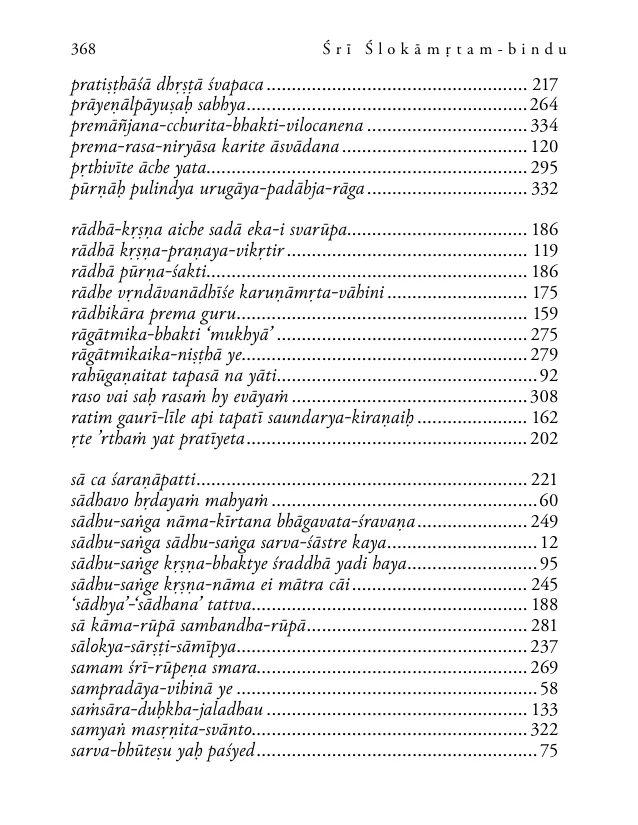 368 Śrī Ślokāmṛtam-bindu
pratiṣṭhāśā dhṛṣṭā śvapaca ........ 217
prāyeṇālpāyuṣaḥ sabhya ........ 264
premāñjana-cchurita-bhakti-vilocanena ........ 334
prema-rasa-niryāsa karite āsvādana ........ 120
pṛthivīte āche yata ........ 295
pūrṇāḥ pulindya urugāya-padābja-rāga ........ 332
rādhā-kṛṣṇa aiche sadā eka-i svarūpa ........ 186
rādhā kṛṣṇa-praṇaya-vikṛtir ........ 119
rādhā pūrṇa-śakti ........ 186
rādhe vṛndāvanādhīśe karuṇāmṛta-vāhini ........ 175
rādhikāra prema guru ........ 159
rāgātmika-bhakti ‘mukhyā’ ........ 275
rāgātmikaika-niṣṭhā ye ........ 279
rahūgaṇaitat tapasā na yāti ........ 92
raso vai saḥ rasaṁ hy evāyaṁ ........ 308
ratim gaurī-līle api tapatī saundarya-kiraṇaiḥ ........ 162
ṛte ’rthaṁ yat pratīyeta ........ 202
sā ca śaraṇāpatti ........ 221
sādhavo hṛdayaṁ mahyaṁ ........ 60
sādhu-saṅga nāma-kīrtana bhāgavata-śravaṇa ........ 249
sādhu-saṅga sādhu-saṅga sarva-śāstre kaya ........ 12
sādhu-saṅge kṛṣṇa-bhaktye śraddhā yadi haya ........ 95
sādhu-saṅge kṛṣṇa-nāma ei mātra cāi ........ 245
‘sādhya’-‘sādhana’ tattva ........ 188
sā kāma-rūpā sambandha-rūpā ........ 281
sālokya-sārṣṭi-sāmīpya ........ 237
samam śrī-rūpeṇa smara ........ 269
sampradāya-vihinā ye ........ 58
saṁsāra-duḥkha-jaladhau ........ 133
samyaṅ masṛṇita-svānto ........ 322
sarva-bhūteṣu yaḥ paśyed ........ 75